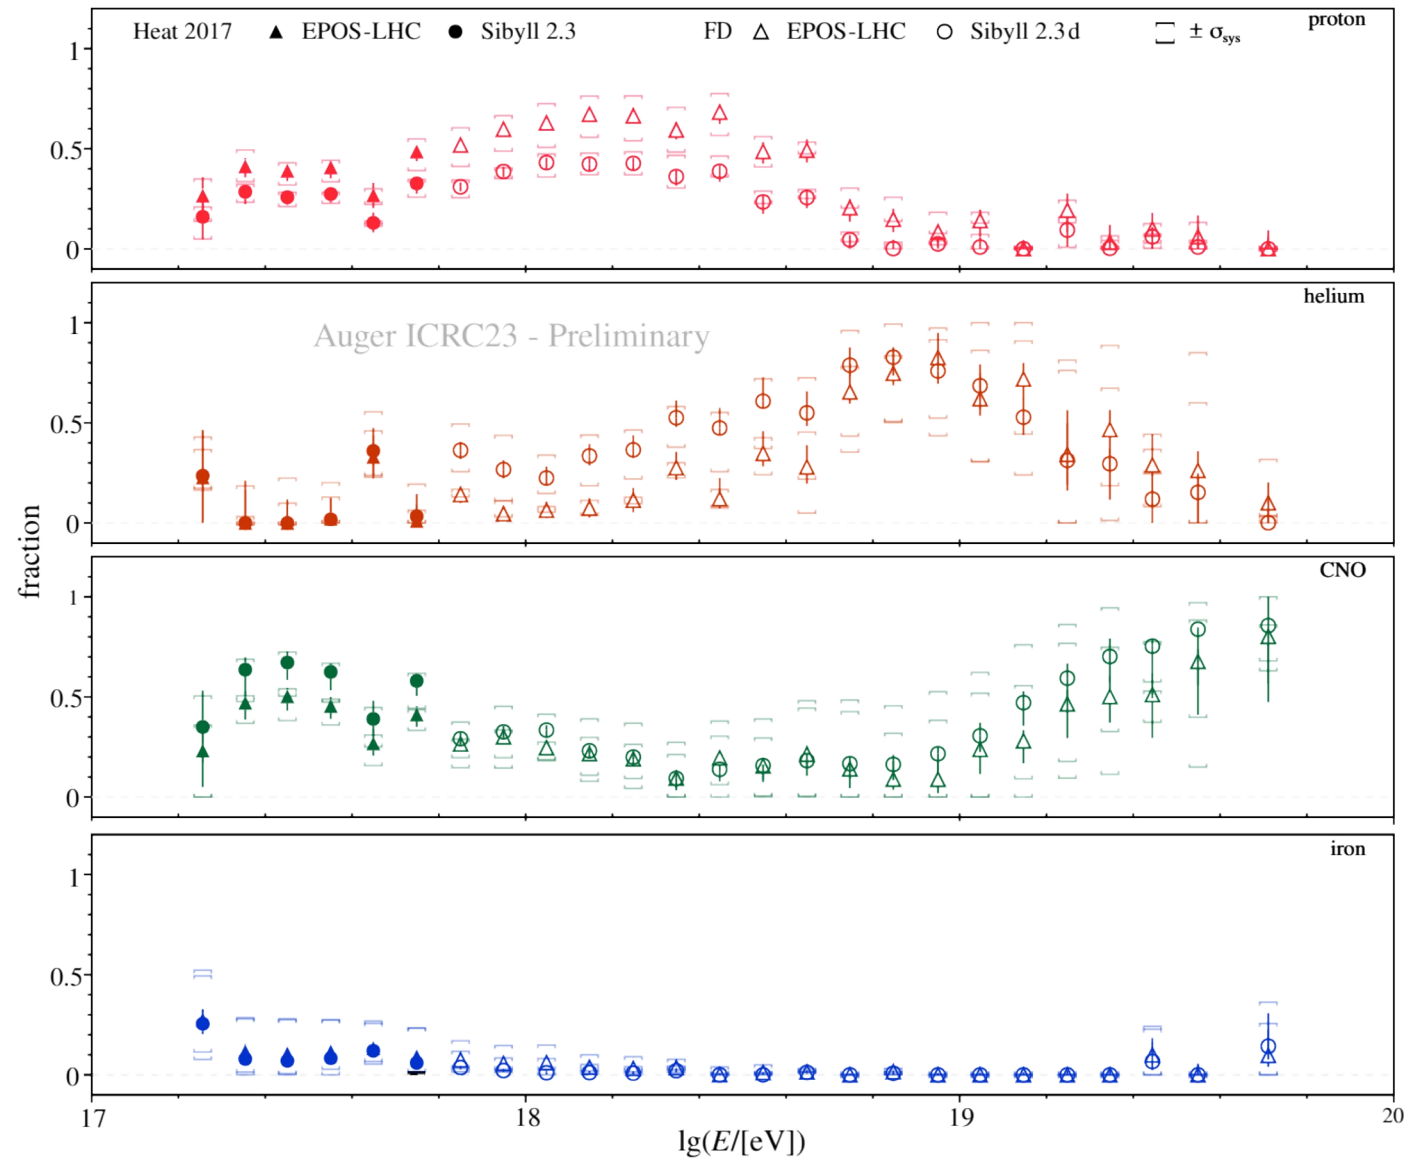 Heat 2017 EPOS-LHC Sibyll 2.3 FD EPOS-LHC Sibyll 2.3d ± σsys proton
1
0.5
0
helium
Auger ICRC23 - Preliminary
1
0.5
0
fraction
CNO
1
0.5
0
iron
1
0.5
0
17 18 19 20
lg(E/[eV])